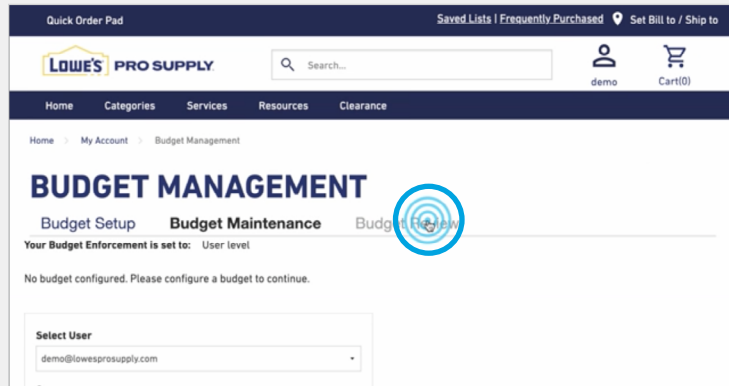 Quick Order Pad Saved Lists | Frequently Purchased Set Bill to / Ship to
LOWE'S PRO SUPPLY Search...
demo Cart(0)
Home Categories Services Resources Clearance
Home > My Account > Budget Management
BUDGET MANAGEMENT
Budget Setup Budget Maintenance Budget Review
Your Budget Enforcement is set to: User level
No budget configured. Please configure a budget to continue.
Select User
demo@lowesprosupply.com